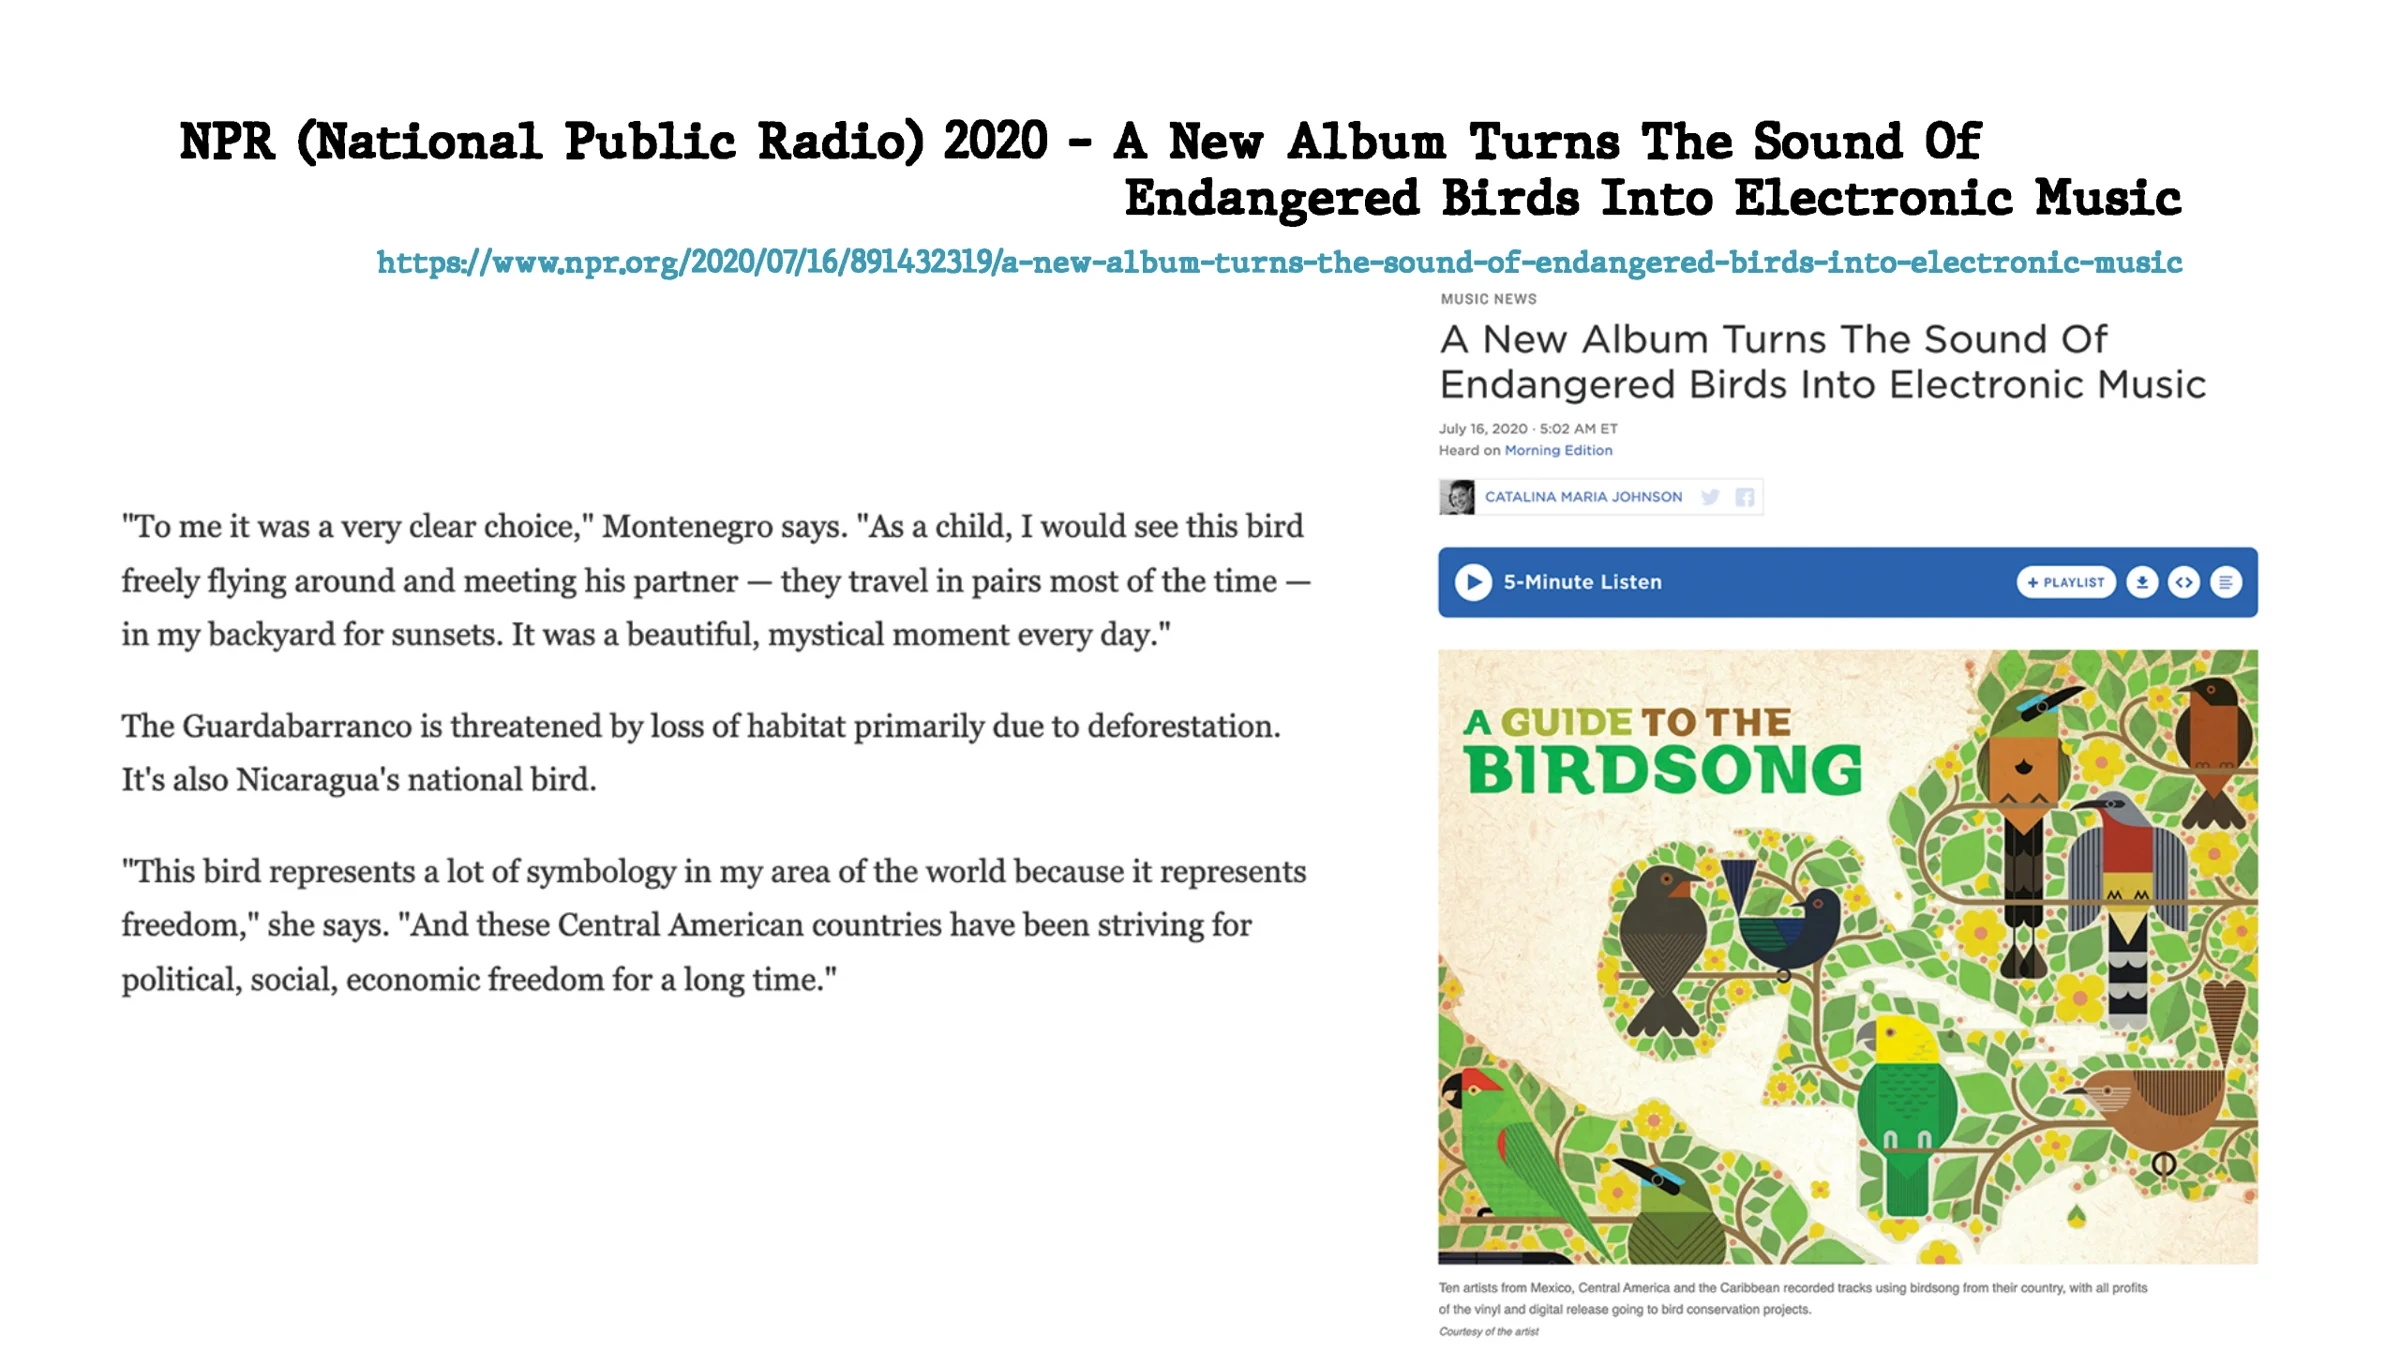 NPR (National Public Radio) 2020 - A New Album Turns The Sound Of
Endangered Birds Into Electronic Music
https://www.npr.org/2020/07/16/891432319/a-new-album-turns-the-sound-of-endangered-birds-into-electronic-music
"To me it was a very clear choice," Montenegro says. "As a child, I would see this bird
freely flying around and meeting his partner — they travel in pairs most of the time —
in my backyard for sunsets. It was a beautiful, mystical moment every day."
The Guardabarranco is threatened by loss of habitat primarily due to deforestation.
It's also Nicaragua's national bird.
"This bird represents a lot of symbology in my area of the world because it represents
freedom," she says. "And these Central American countries have been striving for
political, social, economic freedom for a long time."
MUSIC NEWS
A New Album Turns The Sound Of
Endangered Birds Into Electronic Music
July 16, 2020 · 5:02 AM ET
Heard on Morning Edition
CATALINA MARIA JOHNSON
5-Minute Listen
+ PLAYLIST
A GUIDE TO THE
BIRDSONG
Ten artists from Mexico, Central America and the Caribbean recorded tracks using birdsong from their country, with all profits
of the vinyl and digital release going to bird conservation projects.
Courtesy of the artist